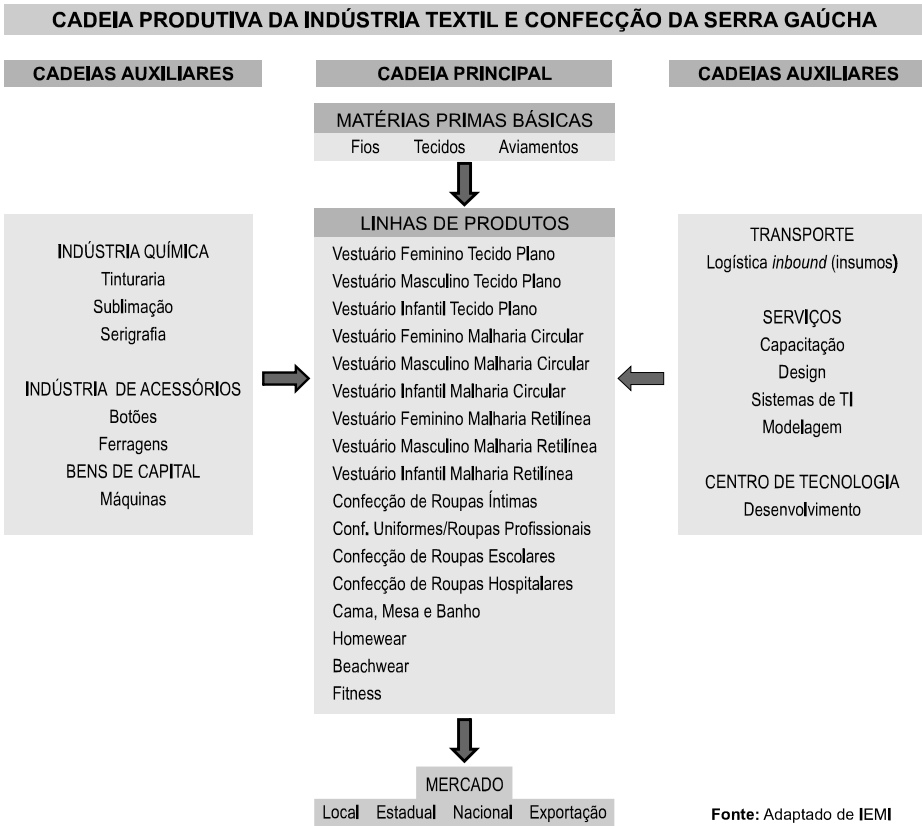 CADEIA PRODUTIVA DA INDÚSTRIA TEXTIL E CONFECÇÃO DA SERRA GAÚCHA
CADEIAS AUXILIARES
CADEIA PRINCIPAL
CADEIAS AUXILIARES
MATÉRIAS PRIMAS BÁSICAS
Fios Tecidos Aviamentos
INDÚSTRIA QUÍMICA
Tinturaria
Sublimação
Serigrafia
INDÚSTRIA DE ACESSÓRIOS
Botões
Ferragens
BENS DE CAPITAL
Máquinas
LINHAS DE PRODUTOS
Vestuário Feminino Tecido Plano
Vestuário Masculino Tecido Plano
Vestuário Infantil Tecido Plano
Vestuário Feminino Malharia Circular
Vestuário Masculino Malharia Circular
Vestuário Infantil Malharia Circular
Vestuário Feminino Malharia Retilínea
Vestuário Masculino Malharia Retilínea
Vestuário Infantil Malharia Retilínea
Confecção de Roupas Íntimas
Conf. Uniformes/Roupas Profissionais
Confecção de Roupas Escolares
Confecção de Roupas Hospitalares
Cama, Mesa e Banho
Homewear
Beachwear
Fitness
TRANSPORTE
Logística inbound (insumos)
SERVIÇOS
Capacitação
Design
Sistemas de TI
Modelagem
CENTRO DE TECNOLOGIA
Desenvolvimento
MERCADO
Local Estadual Nacional Exportação
Fonte: Adaptado de IEMI